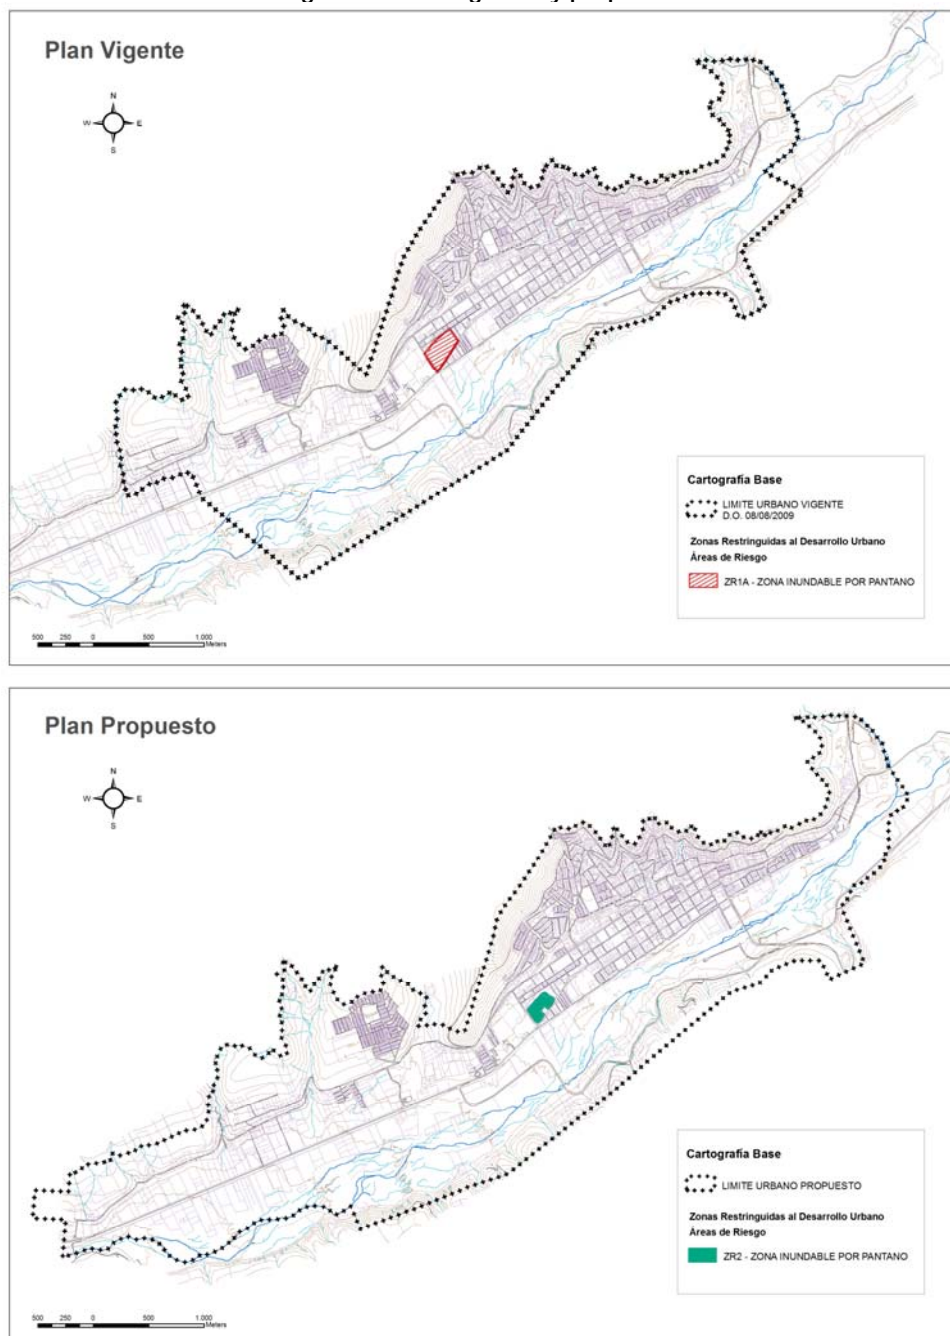 Plan Vigente
N
W E
S
Cartografía Base
LIMITE URBANO VIGENTE
D.O. 08/08/2009
Zonas Restringuidas al Desarrollo Urbano
Áreas de Riesgo
ZR1A - ZONA INUNDABLE POR PANTANO
500 250 0 500 1.000
Meters
Plan Propuesto
N
W E
S
Cartografía Base
LIMITE URBANO PROPUESTO
Zonas Restringuidas al Desarrollo Urbano
Áreas de Riesgo
ZR2 - ZONA INUNDABLE POR PANTANO
500 250 0 500 1.000
Meters